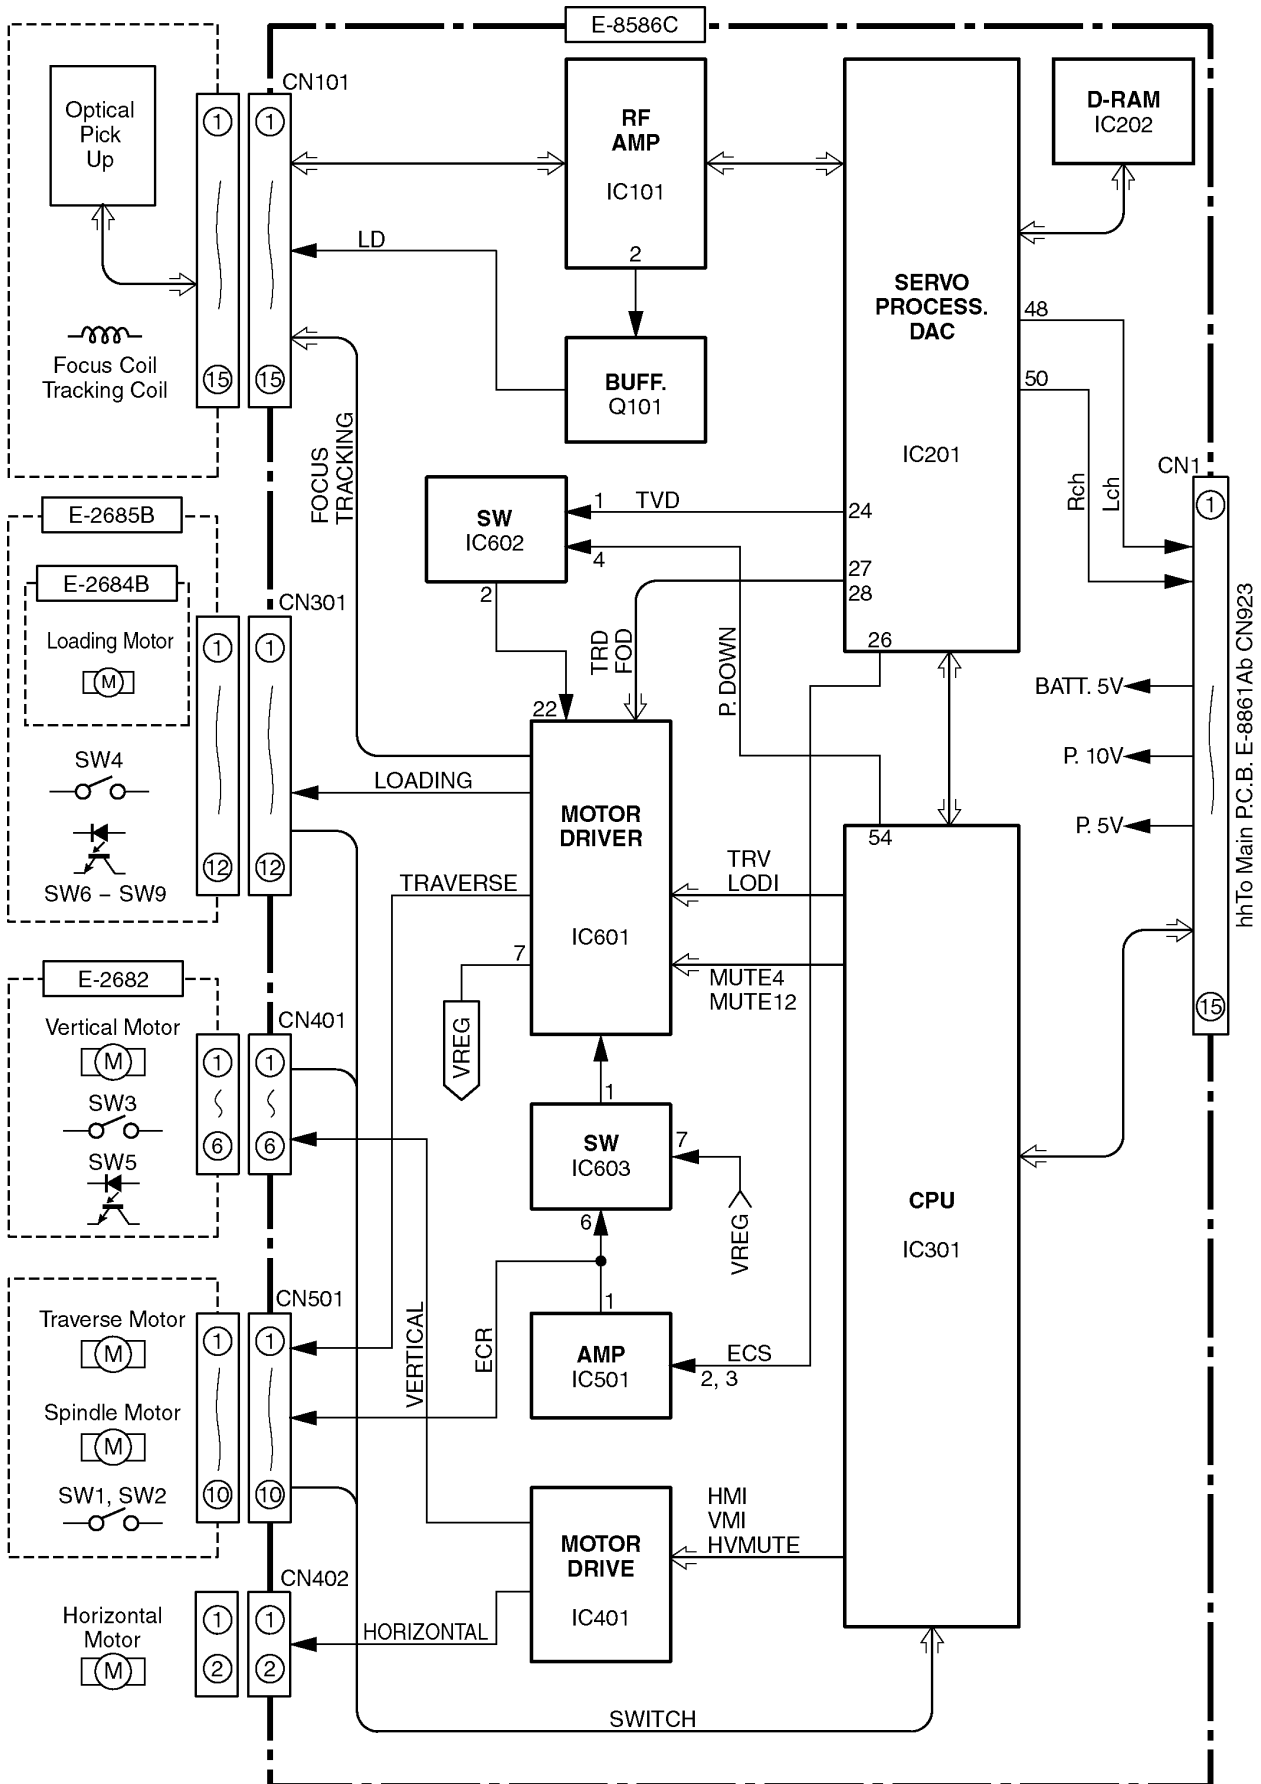 E-8586C
Optical
Pick
Up
1
15
Focus Coil
Tracking Coil
CN101
1
15
RF
AMP
IC101
2
D-RAM
IC202
LD
BUFF.
Q101
SERVO
PROCESS.
DAC
IC201
48
50
24
27
28
26
Rch
Lch
CN1
1
15
hhTo Main P.C.B. E-8861Ab CN923
BATT. 5V
P. 10V
P. 5V
FOCUS
TRACKING
SW
IC602
1
TVD
4
2
TRD
FOD
P. DOWN
E-2685B
E-2684B
Loading Motor
M
SW4
SW6 – SW9
1
12
CN301
1
12
22
LOADING
MOTOR
DRIVER
IC601
TRAVERSE
7
VREG
TRV
LODI
MUTE4
MUTE12
54
CPU
IC301
E-2682
Vertical Motor
M
SW3
SW5
1
6
CN401
1
6
1
SW
IC603
7
6
VREG
Traverse Motor
M
Spindle Motor
M
SW1, SW2
1
10
CN501
1
10
VERTICAL
ECR
1
AMP
IC501
ECS
2, 3
MOTOR
DRIVE
IC401
HMI
VMI
HVMUTE
Horizontal
Motor
M
1
2
CN402
1
2
HORIZONTAL
SWITCH